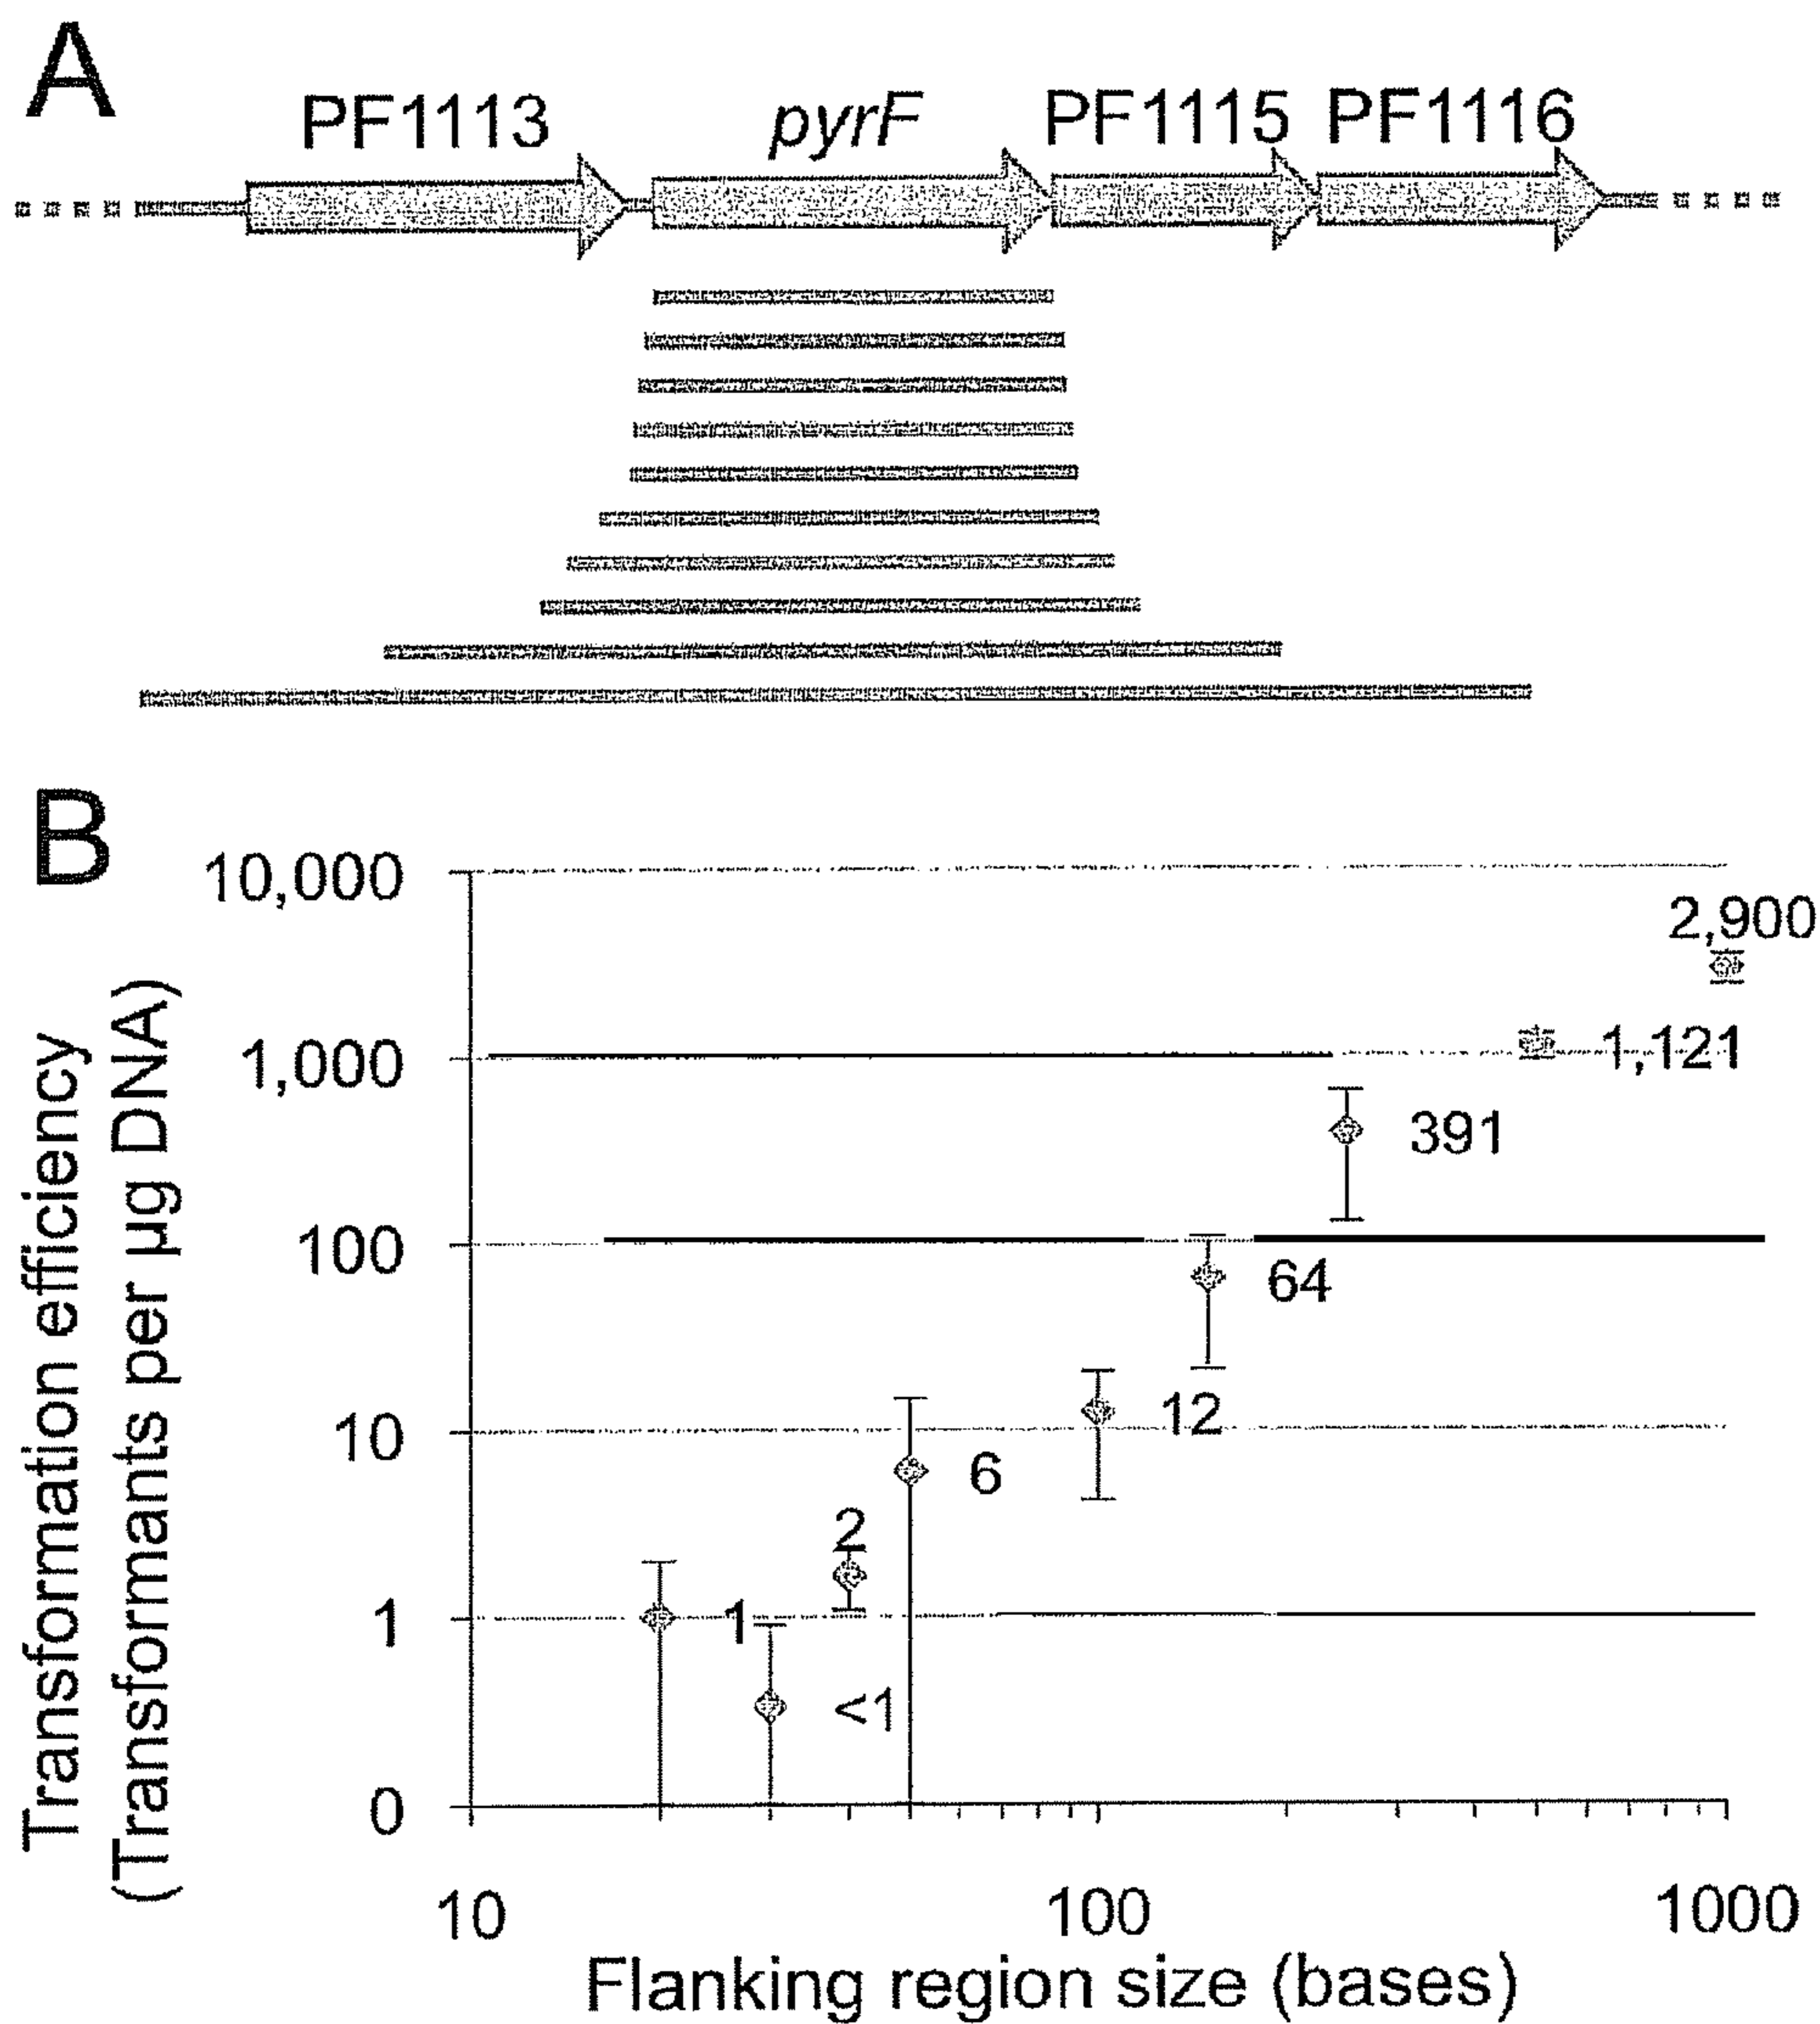 A
PF1113 pyrF PF1115 PF1116
B
10,000
1,000
100
10
1
0
Transformation efficiency
(Transformants per µg DNA)
2,900
1,121
391
64
12
6
2
1
<1
10 100 1000
Flanking region size (bases)